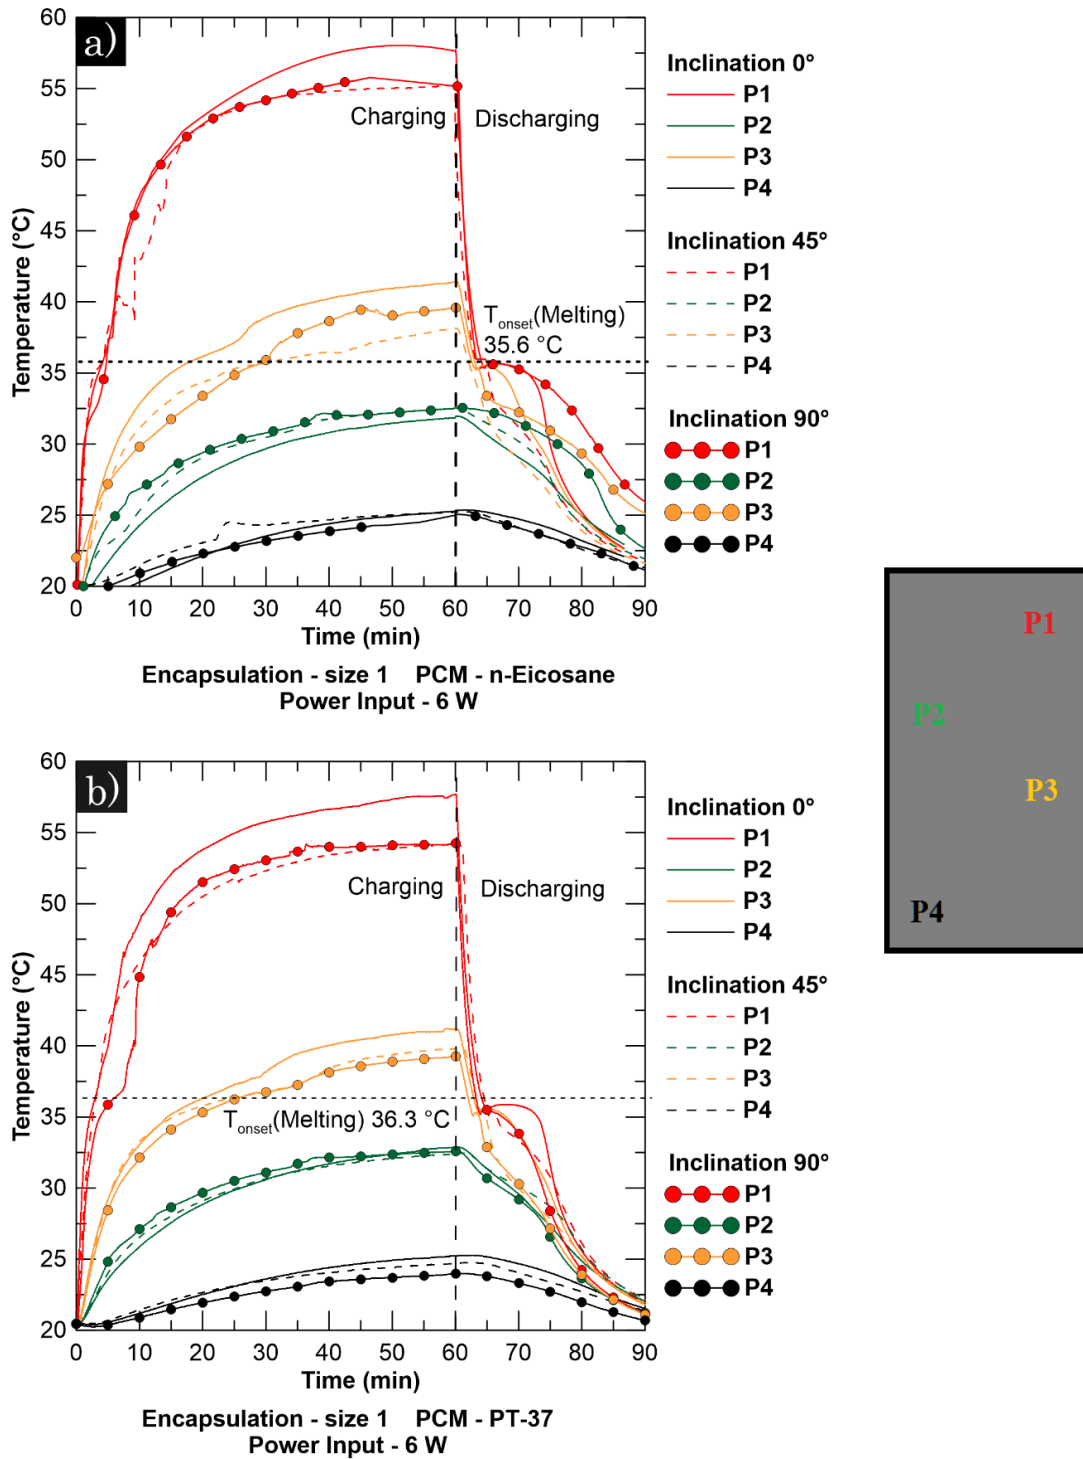 a)
60
55
50
45
40
35
30
25
20
Temperature (°C)
Charging
Discharging
Tonset(Melting)
35.6 °C
0
10
20
30
40
50
60
70
80
90
Time (min)
Encapsulation - size 1 PCM - n-Eicosane
Power Input - 6 W
Inclination 0°
P1
P2
P3
P4
Inclination 45°
P1
P2
P3
P4
Inclination 90°
P1
P2
P3
P4
P1
P2
P3
P4
b)
60
55
50
45
40
35
30
25
20
Temperature (°C)
Charging
Discharging
Tonset(Melting) 36.3 °C
0
10
20
30
40
50
60
70
80
90
Time (min)
Encapsulation - size 1 PCM - PT-37
Power Input - 6 W
Inclination 0°
P1
P2
P3
P4
Inclination 45°
P1
P2
P3
P4
Inclination 90°
P1
P2
P3
P4